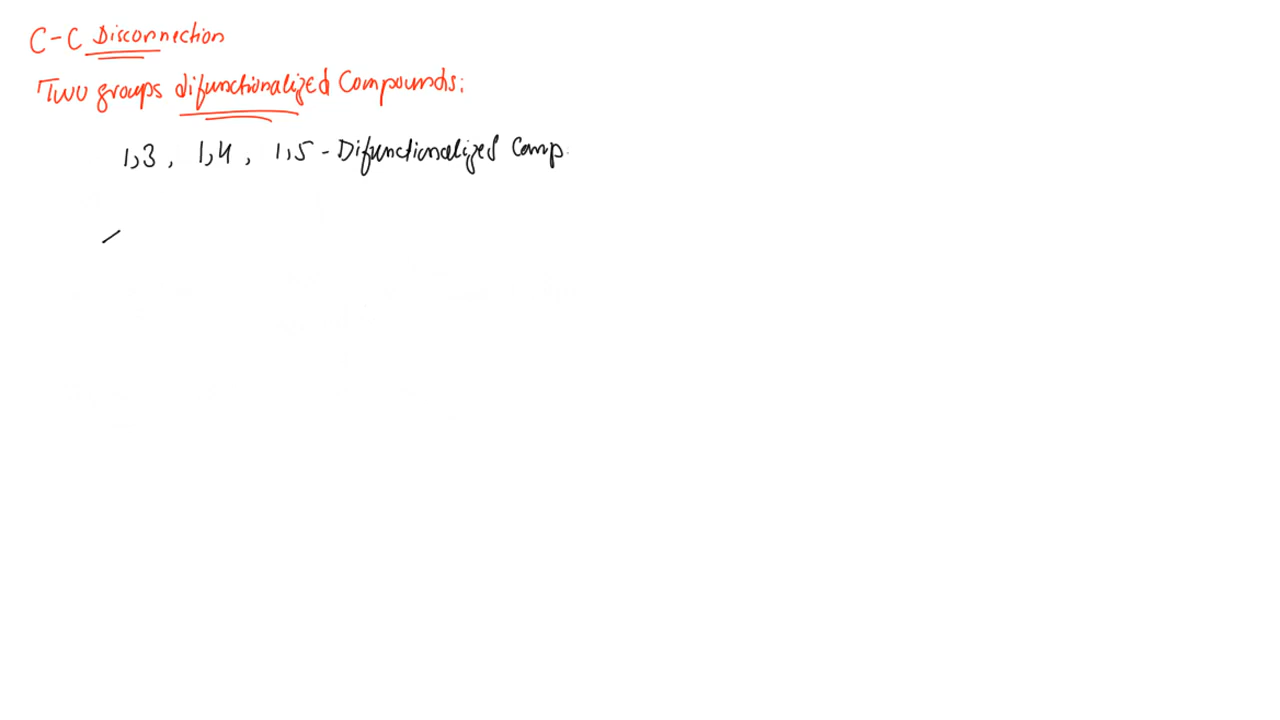 C-C Disconnection
Two groups difunctionalized Compounds:
1,3 , 1,4 , 1,5 - Difunctionalized Comp.